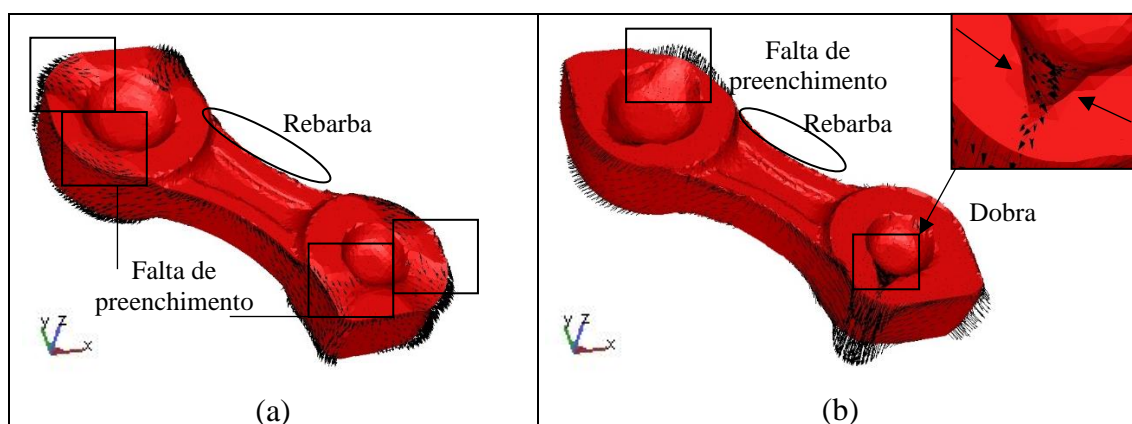 Rebarba
Falta de
preenchimento
y
z
x
(a)
Falta de
preenchimento
Rebarba
Dobra
y
z
x
(b)